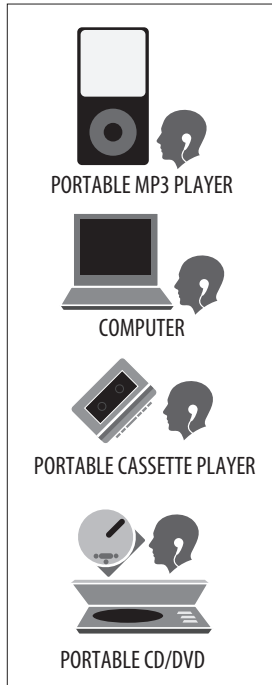 PORTABLE MP3 PLAYER
COMPUTER
PORTABLE CASSETTE PLAYER
PORTABLE CD/DVD